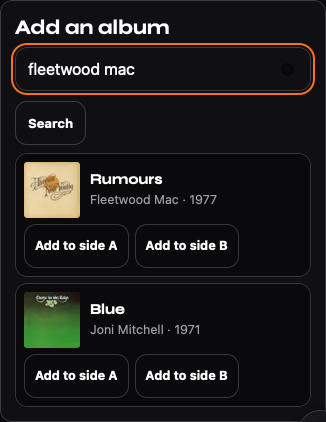 Add an album
fleetwood mac
Search
Rumours
Fleetwood Mac · 1977
Add to side A
Add to side B
Blue
Joni Mitchell · 1971
Add to side A
Add to side B